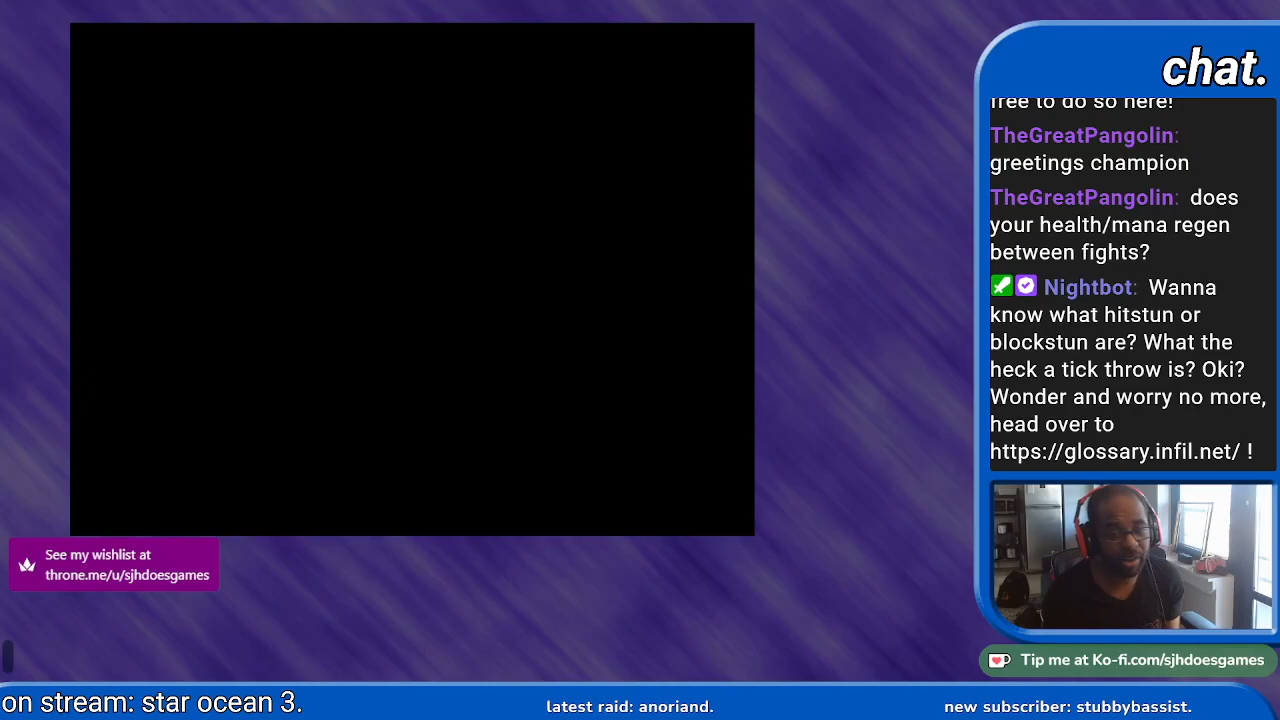 chat.
free to do so here!
TheGreatPangolin:
greetings champion
TheGreatPangolin: does
your health/mana regen
between fights?
Nightbot: Wanna
know what hitstun or
blockstun are? What the
heck a tick throw is? Oki?
Wonder and worry no more,
head over to
https://glossary.infil.net/ !
See my wishlist at
throne.me/u/sjhdoesgames
Tip me at Ko-fi.com/sjhdoesgames
on stream: star ocean 3.
latest raid: anoriand.
new subscriber: stubbybassist.